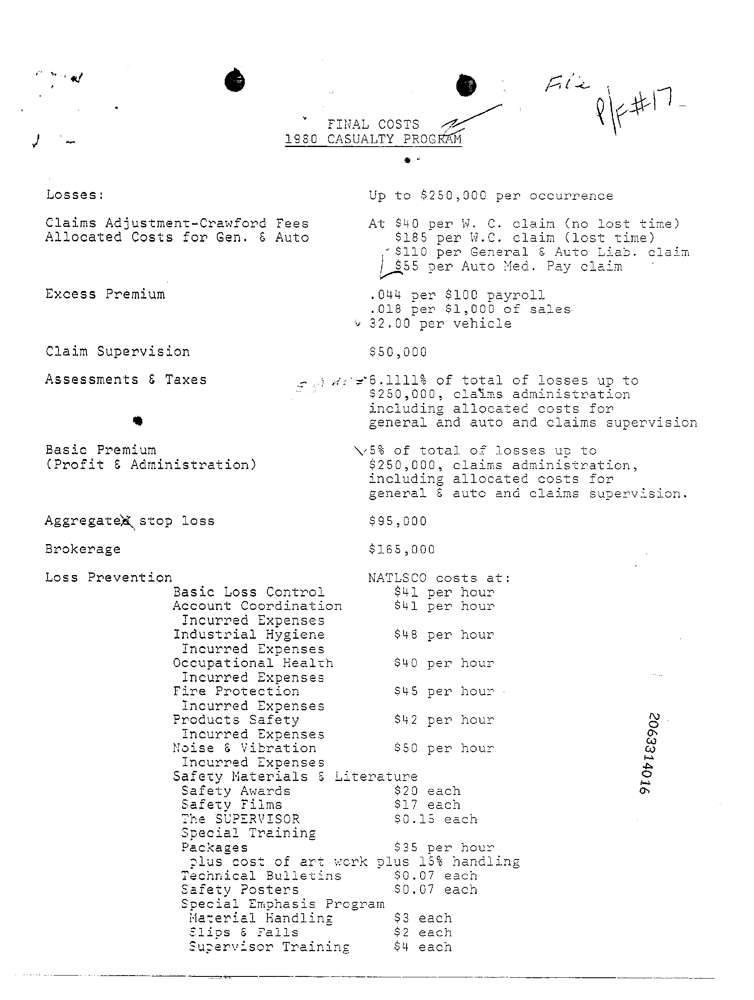 File
P/F#17
FINAL COSTS
1980 CASUALTY PROGRAM
Losses: Up to $250,000 per occurrence
Claims Adjustment-Crawford Fees At $40 per W. C. claim (no lost time)
Allocated Costs for Gen. & Auto $185 per W.C. claim (lost time)
$110 per General & Auto Liab. claim
$55 per Auto Med. Pay claim
Excess Premium .044 per $100 payroll
.018 per $1,000 of sales
32.00 per vehicle
Claim Supervision $50,000
Assessments & Taxes 6.1111% of total of losses up to
$250,000, claims administration
including allocated costs for
general and auto and claims supervision
Basic Premium 5% of total of losses up to
(Profit & Administration) $250,000, claims administration,
including allocated costs for
general & auto and claims supervision.
Aggregate stop loss $95,000
Brokerage $165,000
Loss Prevention NATLSCO costs at:
Basic Loss Control $41 per hour
Account Coordination $41 per hour
Incurred Expenses
Industrial Hygiene $48 per hour
Incurred Expenses
Occupational Health $40 per hour
Incurred Expenses
Fire Protection $45 per hour
Incurred Expenses
Products Safety $42 per hour
Incurred Expenses
Noise & Vibration $50 per hour
Incurred Expenses
Safety Materials & Literature
Safety Awards $20 each
Safety Films $17 each
The SUPERVISOR $0.15 each
Special Training
Packages $35 per hour
plus cost of art work plus 15% handling
Technical Bulletins $0.07 each
Safety Posters $0.07 each
Special Emphasis Program
Material Handling $3 each
Slips & Falls $2 each
Supervisor Training $4 each
2063314016